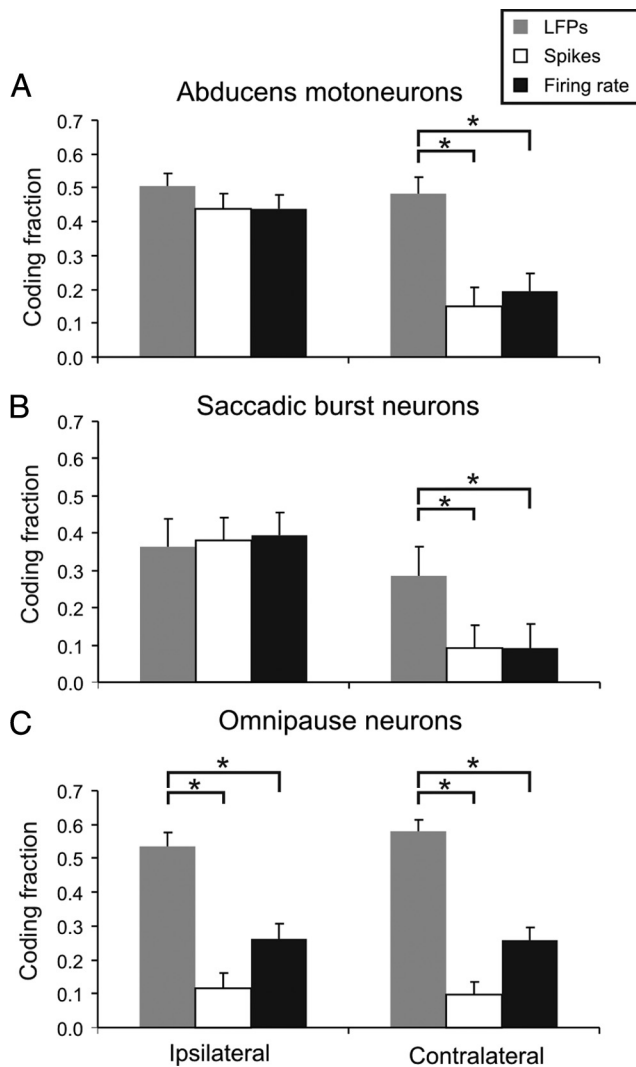 LFPs
Spikes
Firing rate
A
Abducens motoneurons
Coding fraction
0.7
0.6
0.5
0.4
0.3
0.2
0.1
0.0
*
*
B
Saccadic burst neurons
Coding fraction
0.7
0.6
0.5
0.4
0.3
0.2
0.1
0.0
*
*
C
Omnipause neurons
Coding fraction
0.7
0.6
0.5
0.4
0.3
0.2
0.1
0.0
*
*
*
*
Ipsilateral
Contralateral